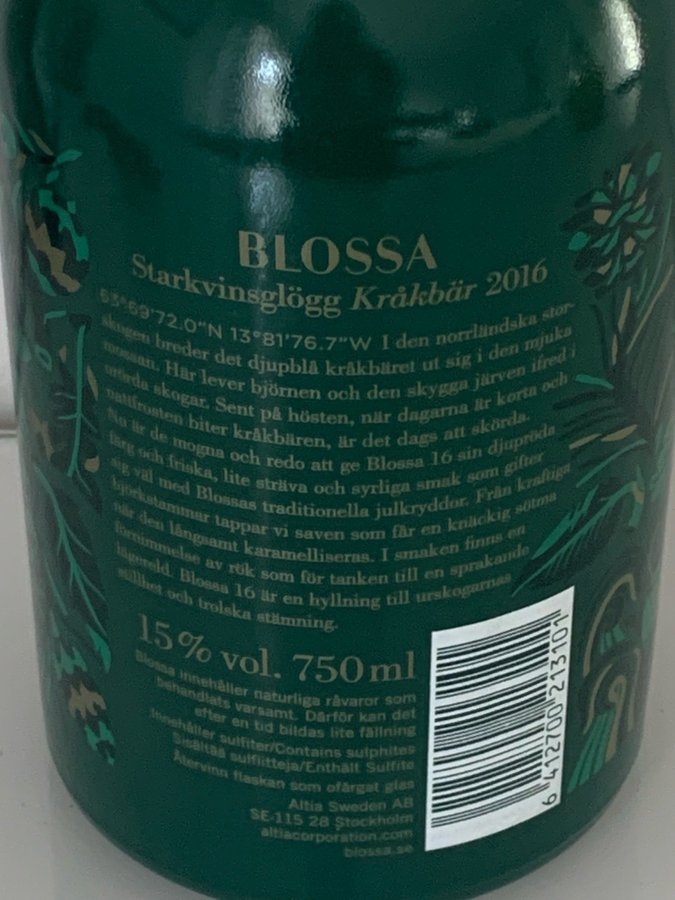 BLOSSA
Starkvinsglögg Kråkbär 2016
63°69'72.0"N 13°81'76.7"W I den norrländska stor-
skogen breder det djupblå kråkbäret ut sig i den mjuka
mossan. Här lever björnen och den skygga järven ifred i
orörda skogar. Sent på hösten, när dagarna är korta och
nattfrosten biter kråkbären, är det dags att skörda.
Nu är de mogna och redo att ge Blossa 16 sin djupröda
färg och friska, lite sträva och syrliga smak som gifter
sig väl med Blossas traditionella julkryddor. Från kraftiga
björkstammar tappar vi saven som får en knäckig sötma
när den långsamt karamelliseras. I smaken finns en
förnimmelse av rök som för tanken till en sprakande
lägereld. Blossa 16 är en hyllning till urskogarnas
stillhet och trolska stämning.
15% vol. 750ml
Blossa innehåller naturliga råvaror som
behandlats varsamt. Därför kan det
efter en tid bildas lite fällning
Innehåller sulfiter/Contains sulphites
Sisältää sulfiitteja/Enthält Sulfite
Återvinn flaskan som ofärgat glas
Altia Sweden AB
SE-115 28 Stockholm
altiacorporation.com
blossa.se
6 412700 213101